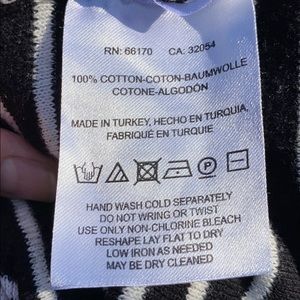 RN: 66170 CA: 32054
100% COTTON-COTON-BAUMWOLLE
COTONE-ALGODÓN
MADE IN TURKEY, HECHO EN TURQUIA,
FABRIQUÉ EN TURQUIE
HAND WASH COLD SEPARATELY
DO NOT WRING OR TWIST
USE ONLY NON-CHLORINE BLEACH
RESHAPE LAY FLAT TO DRY
LOW IRON AS NEEDED
MAY BE DRY CLEANED